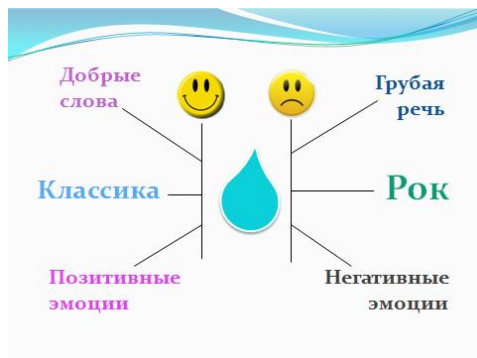 Добрые
слова
Грубая
речь
Классика
Рок
Позитивные
эмоции
Негативные
эмоции